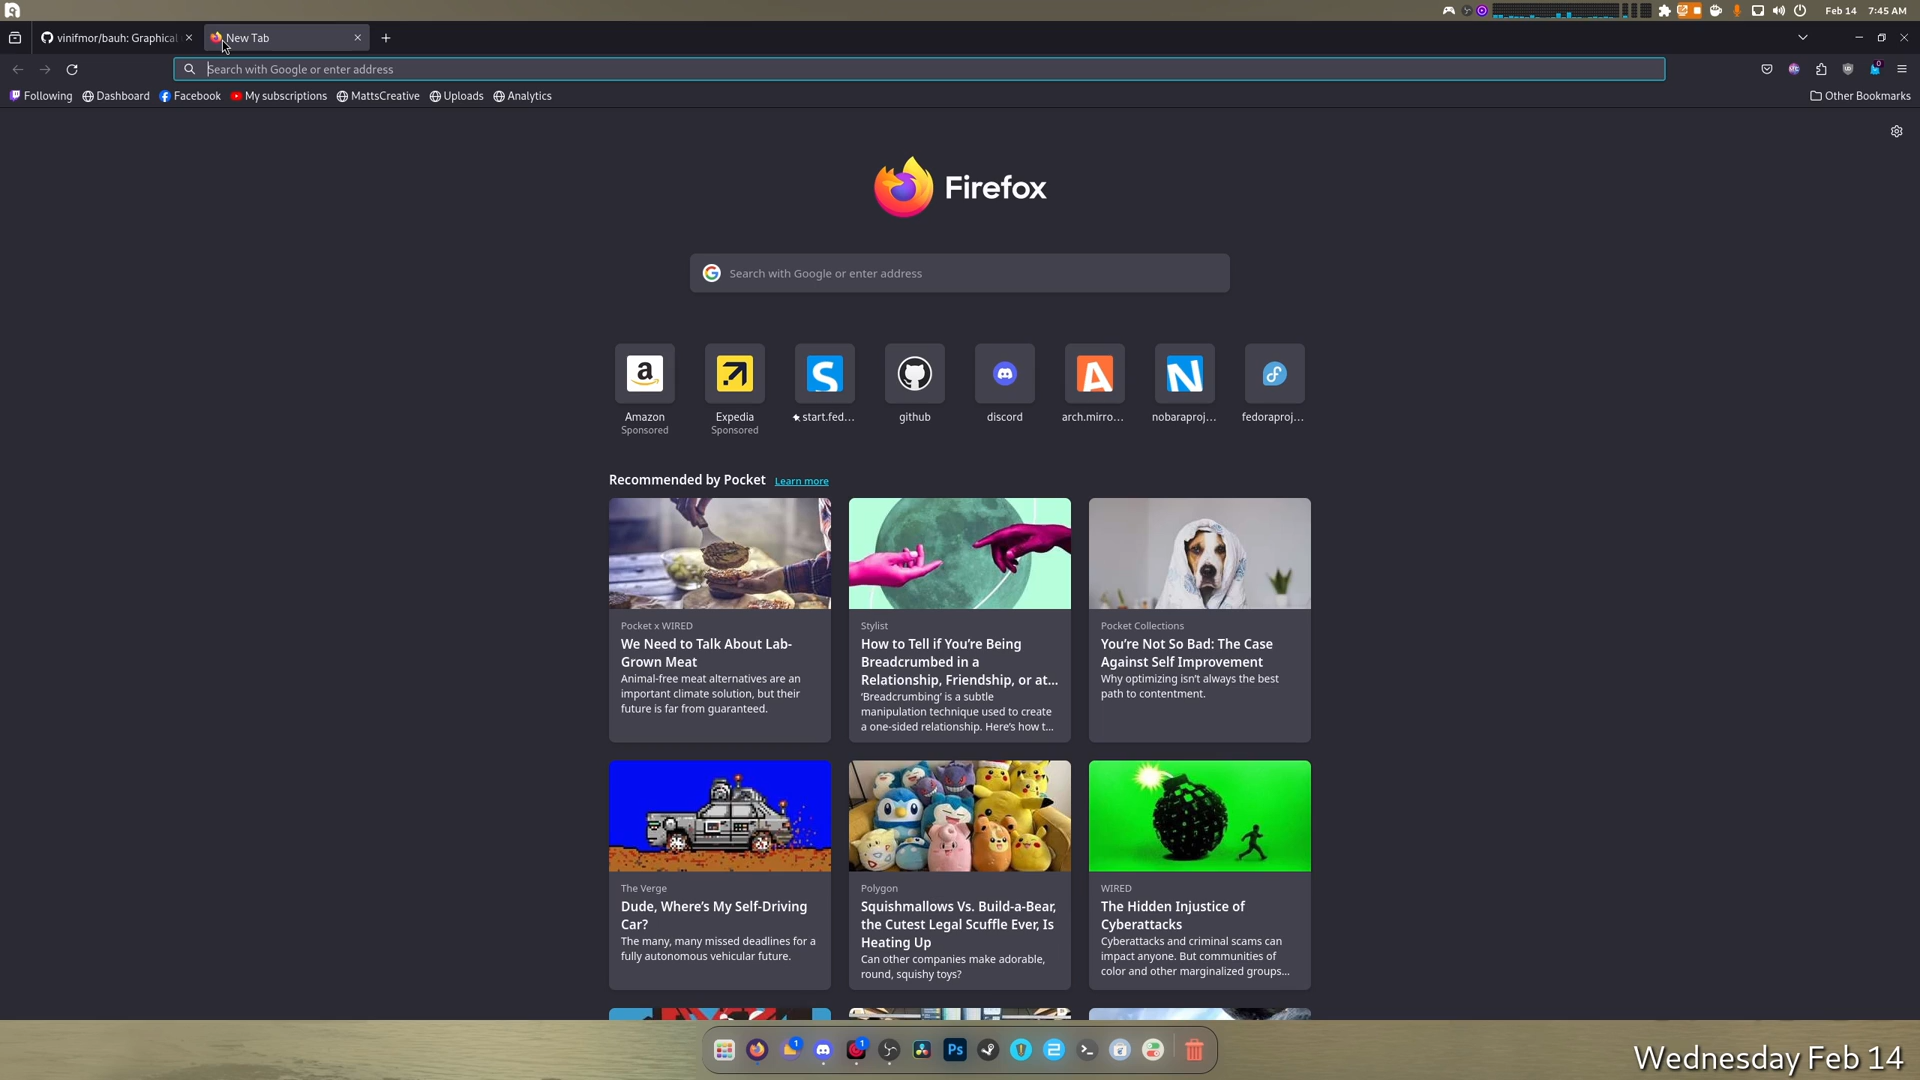 Feb 14 7:45 AM
vinifmor/bauh: Graphical
New Tab
Search with Google or enter address
Following Dashboard Facebook My subscriptions MattsCreative Uploads Analytics Other Bookmarks
Firefox
Search with Google or enter address
Amazon
Sponsored
Expedia
Sponsored
start.fed…
github
discord
arch.mirro…
nobaraproj…
fedoraproj…
Recommended by Pocket Learn more
Pocket x WIRED
We Need to Talk About Lab-
Grown Meat
Animal-free meat alternatives are an
important climate solution, but their
future is far from guaranteed.
Stylist
How to Tell if You’re Being
Breadcrumbed in a
Relationship, Friendship, or at…
‘Breadcrumbing’ is a subtle
manipulation technique used to create
a one-sided relationship. Here’s how t…
Pocket Collections
You’re Not So Bad: The Case
Against Self Improvement
Why optimizing isn’t always the best
path to contentment.
The Verge
Dude, Where’s My Self-Driving
Car?
The many, many missed deadlines for a
fully autonomous vehicular future.
Polygon
Squishmallows Vs. Build-a-Bear,
the Cutest Legal Scuffle Ever, Is
Heating Up
Can other companies make adorable,
round, squishy toys?
WIRED
The Hidden Injustice of
Cyberattacks
Cyberattacks and criminal scams can
impact anyone. But communities of
color and other marginalized groups…
1
1
Ps
Wednesday Feb 14